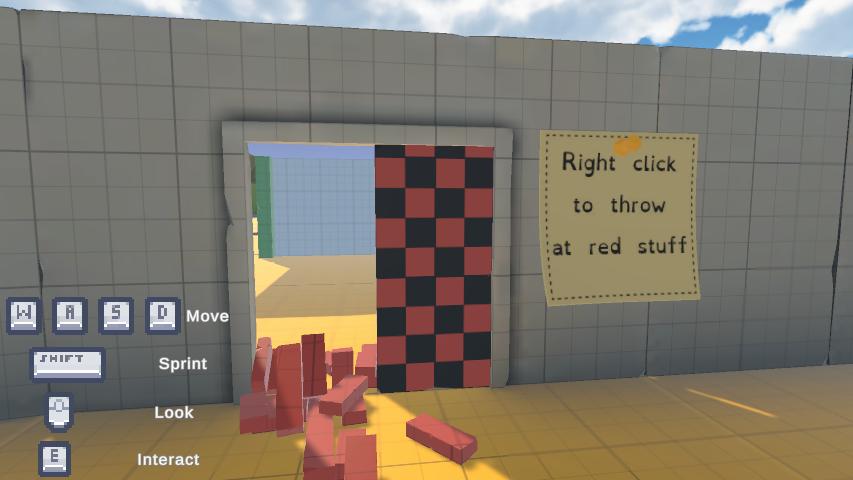 Right click
to throw
at red stuff
W A S D Move
SHIFT Sprint
Look
E Interact